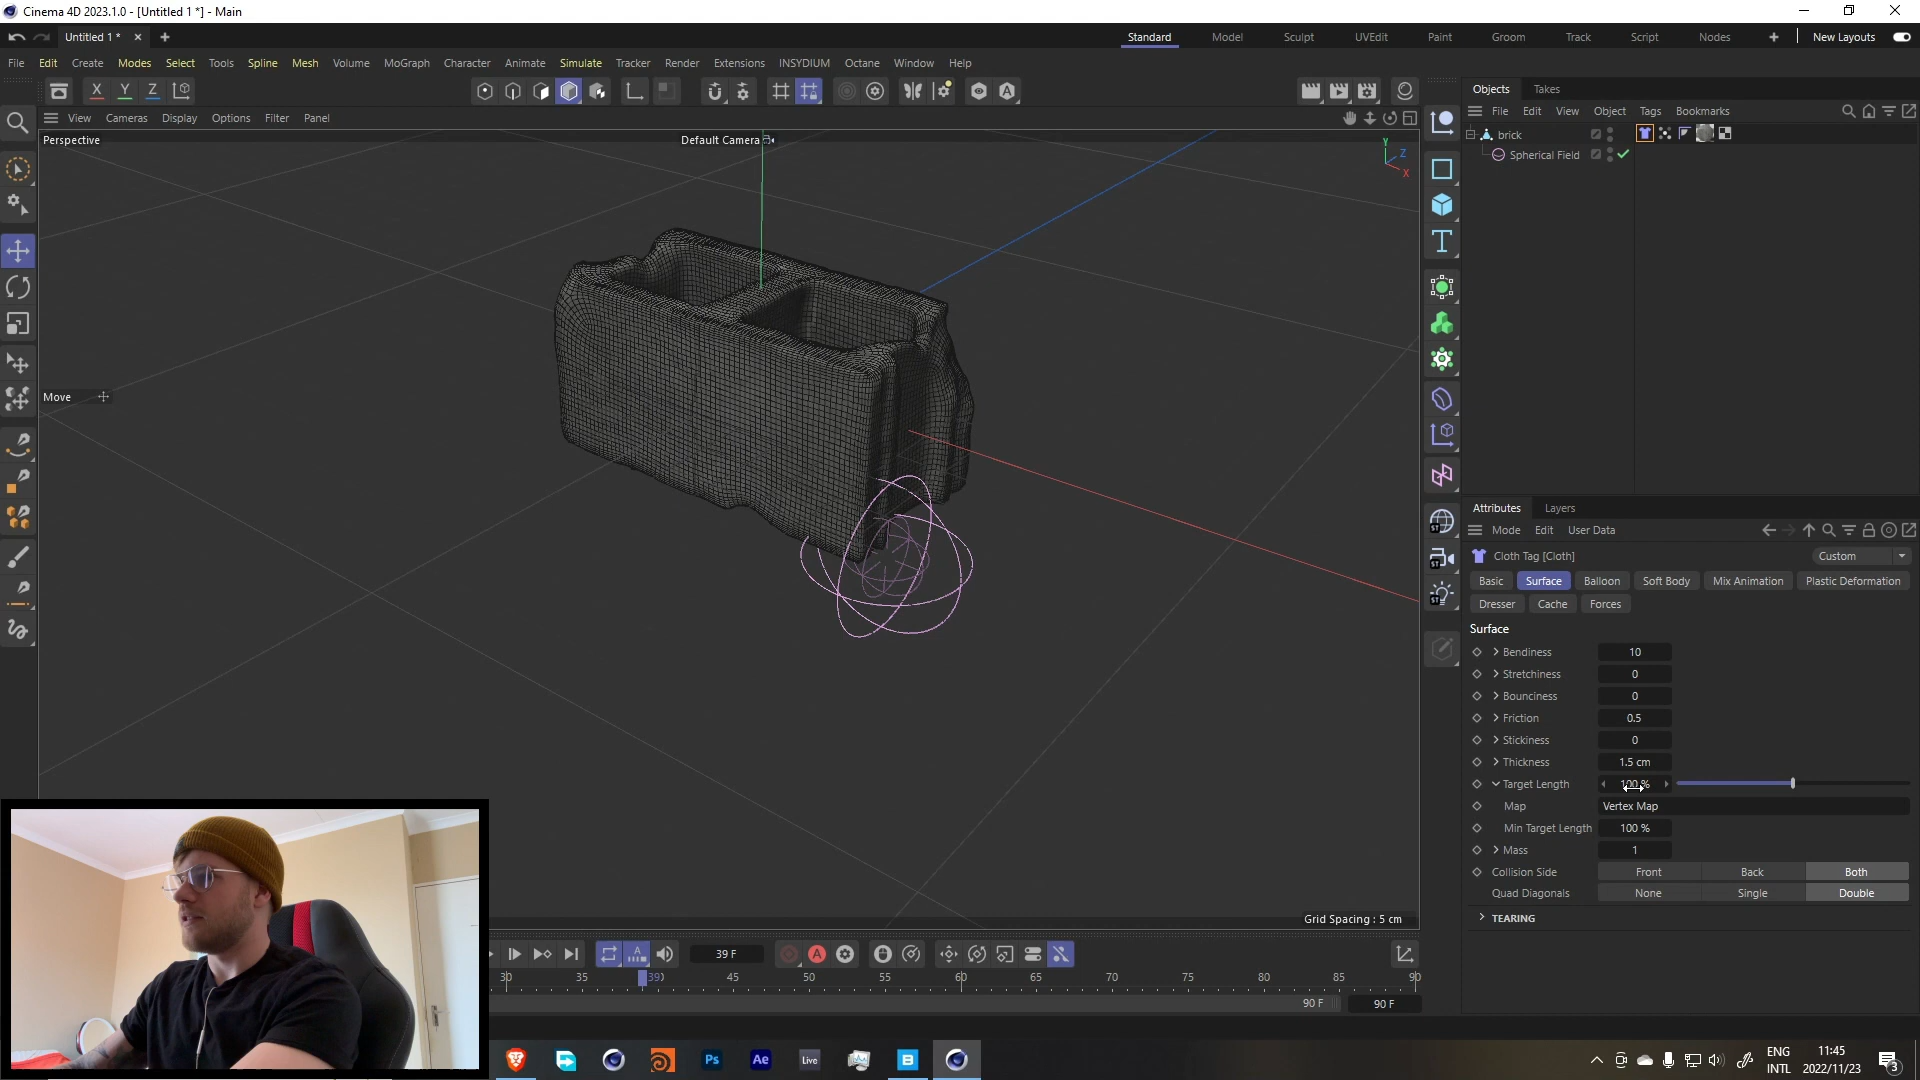 Cinema 4D 2023.1.0 - [Untitled 1 *] - Main
Untitled 1 *
Standard Model Sculpt UVEdit Paint Groom Track Script Nodes New Layouts
File Edit Create Modes Select Tools Spline Mesh Volume MoGraph Character Animate Simulate Tracker Render Extensions INSYDIUM Octane Window Help
X Y Z
View Cameras Display Options Filter Panel
Perspective
Default Camera
Y
Z
X
Move
Grid Spacing : 5 cm
Objects Takes
File Edit View Object Tags Bookmarks
brick
Spherical Field
Attributes Layers
Mode Edit User Data
Cloth Tag [Cloth]
Custom
Basic Surface Balloon Soft Body Mix Animation Plastic Deformation
Dresser Cache Forces
Surface
Bendiness 10
Stretchiness 0
Bounciness 0
Friction 0.5
Stickiness 0
Thickness 1.5 cm
Target Length 100 %
Map Vertex Map
Min Target Length 100 %
Mass 1
Collision Side Front Back Both
Quad Diagonals None Single Double
TEARING
39 F
30 35 39 45 50 55 60 65 70 75 80 85 90
90 F 90 F
Ps Ae Live B
ENG
INTL
11:45
2022/11/23
3